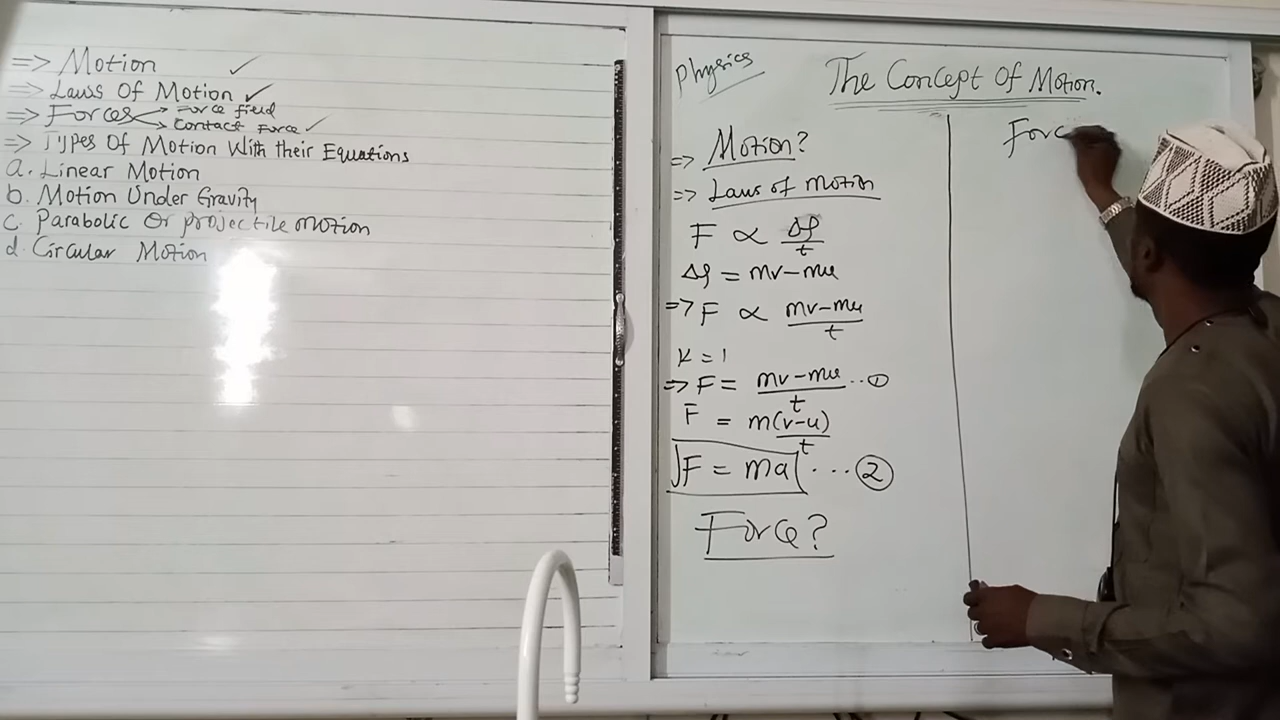 => Motion ✓
=> Laws Of Motion ✓
=> Forces → Force field
→ Contact Force ✓
=> Types Of Motion With their Equations
a. Linear Motion
b. Motion Under Gravity
c. Parabolic Or projectile motion
d. Circular Motion
Physics
The Concept Of Motion.
=> Motion?
=> Laws of motion
F ∝ Δρ/t
Δρ = mv-mu
=> F ∝ mv-mu/t
K = 1
=> F = mv-mu/t ...①
F = m(v-u)/t
F = ma ... ②
Force?
Forc